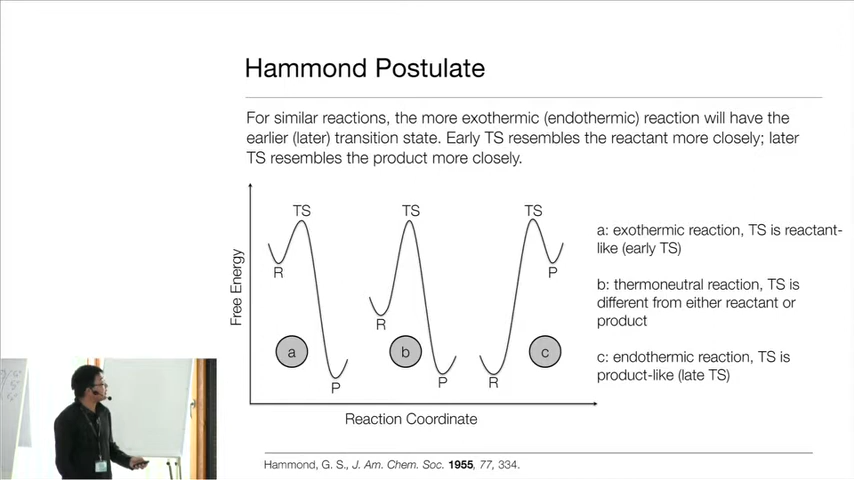 Hammond Postulate
For similar reactions, the more exothermic (endothermic) reaction will have the
earlier (later) transition state. Early TS resembles the reactant more closely; later
TS resembles the product more closely.
TS
TS
TS
R
P
R
P
R
P
a
b
c
Free Energy
Reaction Coordinate
a: exothermic reaction, TS is reactant-
like (early TS)
b: thermoneutral reaction, TS is
different from either reactant or
product
c: endothermic reaction, TS is
product-like (late TS)
Hammond, G. S., J. Am. Chem. Soc. 1955, 77, 334.